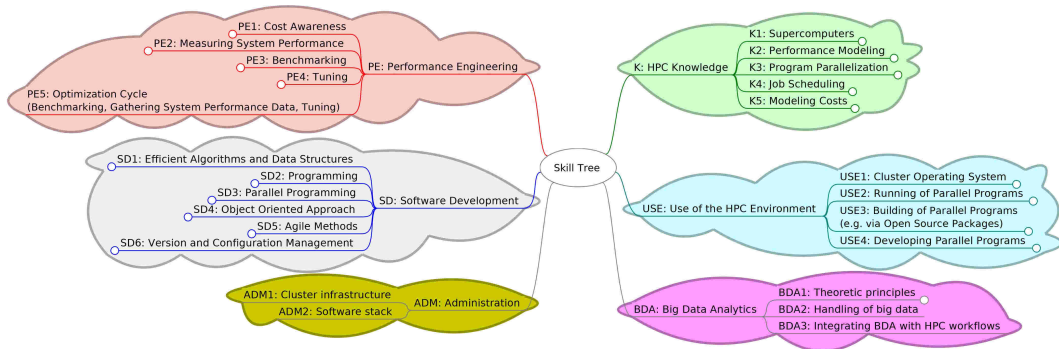 PE1: Cost Awareness
PE2: Measuring System Performance
PE3: Benchmarking
PE4: Tuning
PE5: Optimization Cycle
(Benchmarking, Gathering System Performance Data, Tuning)
PE: Performance Engineering
SD1: Efficient Algorithms and Data Structures
SD2: Programming
SD3: Parallel Programming
SD4: Object Oriented Approach
SD5: Agile Methods
SD6: Version and Configuration Management
SD: Software Development
ADM1: Cluster infrastructure
ADM2: Software stack
ADM: Administration
Skill Tree
K: HPC Knowledge
K1: Supercomputers
K2: Performance Modeling
K3: Program Parallelization
K4: Job Scheduling
K5: Modeling Costs
USE: Use of the HPC Environment
USE1: Cluster Operating System
USE2: Running of Parallel Programs
USE3: Building of Parallel Programs
(e.g. via Open Source Packages)
USE4: Developing Parallel Programs
BDA: Big Data Analytics
BDA1: Theoretic principles
BDA2: Handling of big data
BDA3: Integrating BDA with HPC workflows